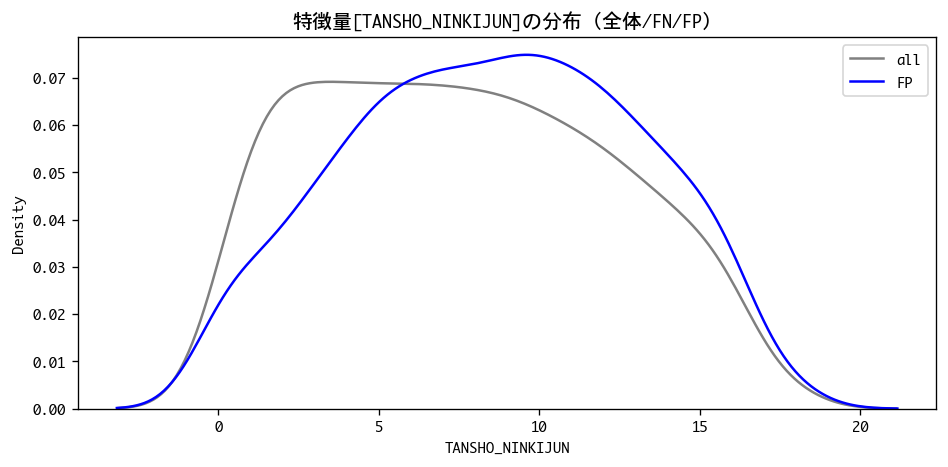 特徴量[TANSHO_NINKIJUN]の分布 (全体/FN/FP)
all
FP
0.07
0.06
0.05
0.04
0.03
0.02
0.01
0.00
Density
0 5 10 15 20
TANSHO_NINKIJUN